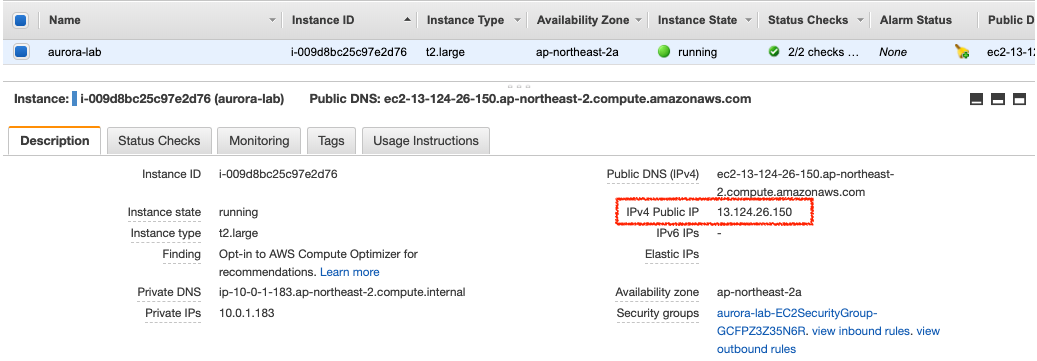 Name Instance ID Instance Type Availability Zone Instance State Status Checks Alarm Status Public D
aurora-lab i-009d8bc25c97e2d76 t2.large ap-northeast-2a running 2/2 checks ... None ec2-13-12
Instance: i-009d8bc25c97e2d76 (aurora-lab) Public DNS: ec2-13-124-26-150.ap-northeast-2.compute.amazonaws.com
Description Status Checks Monitoring Tags Usage Instructions
Instance ID i-009d8bc25c97e2d76
Public DNS (IPv4) ec2-13-124-26-150.ap-northeast-
2.compute.amazonaws.com
Instance state running
IPv4 Public IP 13.124.26.150
Instance type t2.large
IPv6 IPs -
Finding Opt-in to AWS Compute Optimizer for
recommendations. Learn more
Elastic IPs
Private DNS ip-10-0-1-183.ap-northeast-2.compute.internal
Availability zone ap-northeast-2a
Private IPs 10.0.1.183
Security groups aurora-lab-EC2SecurityGroup-
GCFPZ3Z35N6R. view inbound rules. view
outbound rules